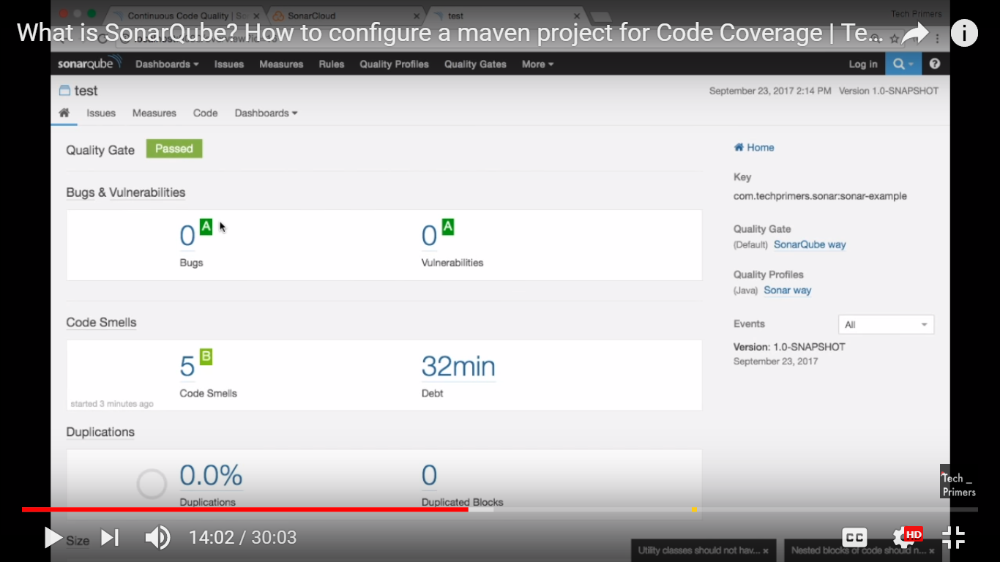 Continuous Code Quality | So
SonarCloud
test
Tech Primers
What is SonarQube? How to configure a maven project for Code Coverage | Te...
sonarqube Dashboards Issues Measures Rules Quality Profiles Quality Gates More Log in
test
September 23, 2017 2:14 PM Version 1.0-SNAPSHOT
Issues Measures Code Dashboards
Quality Gate Passed
Home
Key
com.techprimers.sonar:sonar-example
Bugs & Vulnerabilities
0 A
Bugs
0 A
Vulnerabilities
Quality Gate
(Default) SonarQube way
Quality Profiles
(Java) Sonar way
Events All
Version: 1.0-SNAPSHOT
September 23, 2017
Code Smells
5 B
Code Smells
32min
Debt
started 3 minutes ago
Duplications
0.0%
Duplications
0
Duplicated Blocks
Tech _
Primers
Size
14:02 / 30:03
CC
HD
Utility classes should not hav...
Nested blocks of code should n...